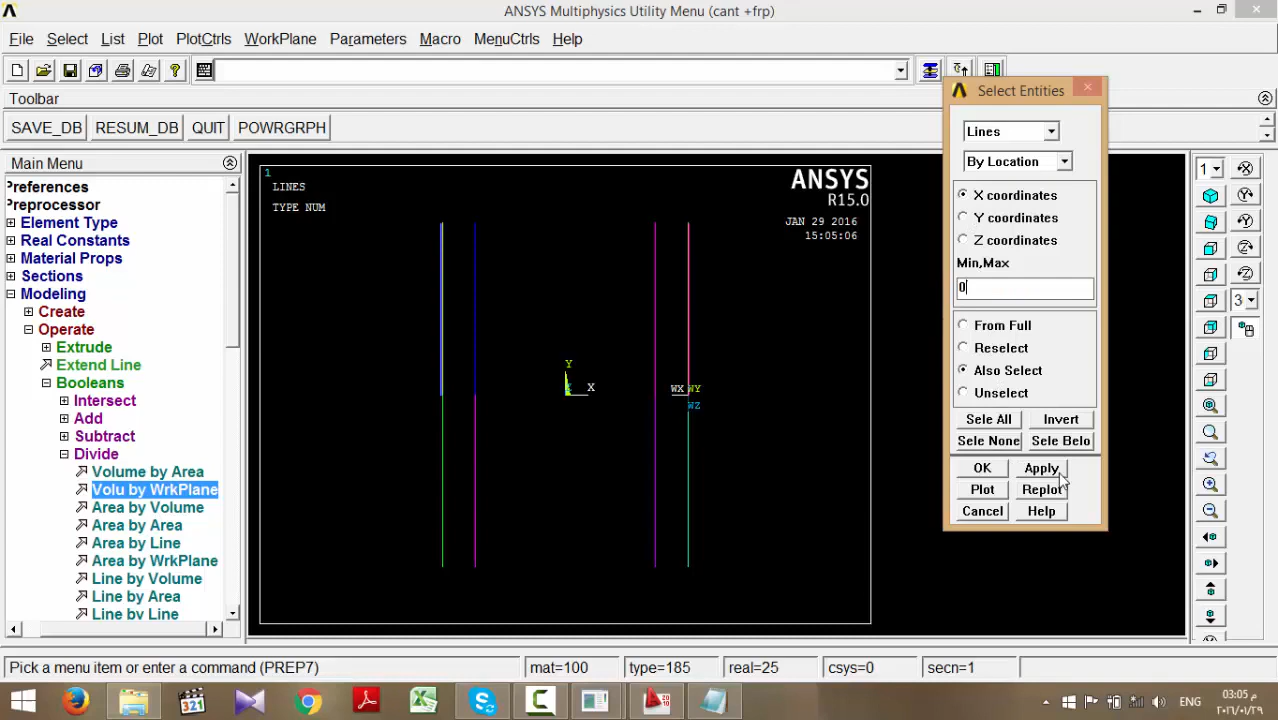 ANSYS Multiphysics Utility Menu (cant +frp)
File Select List Plot PlotCtrls WorkPlane Parameters Macro MenuCtrls Help
Toolbar
SAVE_DB RESUM_DB QUIT POWRGRPH
Main Menu
Preferences
Preprocessor
Element Type
Real Constants
Material Props
Sections
Modeling
Create
Operate
Extrude
Extend Line
Booleans
Intersect
Add
Subtract
Divide
Volume by Area
Volu by WrkPlane
Area by Volume
Area by Area
Area by Line
Area by WrkPlane
Line by Volume
Line by Area
Line by Line
1
LINES
TYPE NUM
ANSYS
R15.0
JAN 29 2016
15:05:06
Y
X
WX WY
WZ
Select Entities
Lines
By Location
X coordinates
Y coordinates
Z coordinates
Min,Max
0
From Full
Reselect
Also Select
Unselect
Sele All Invert
Sele None Sele Belo
OK Apply
Plot Replot
Cancel Help
1
3
Pick a menu item or enter a command (PREP7) mat=100 type=185 real=25 csys=0 secn=1
ENG
03:05 م
٢٠١٦/٠١/٢٩